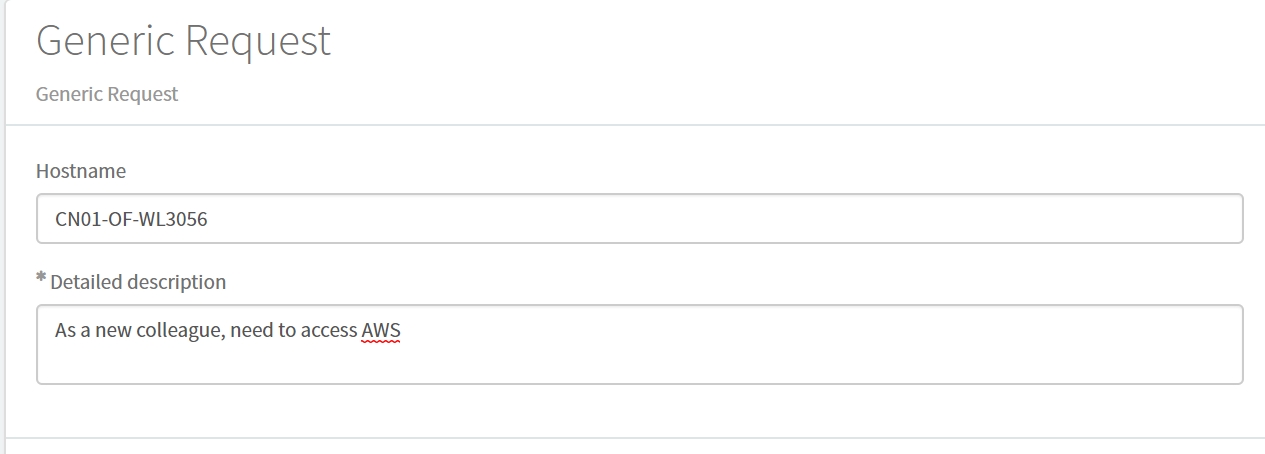 Generic Request
Generic Request
Hostname
CN01-OF-WL3056
* Detailed description
As a new colleague, need to access AWS